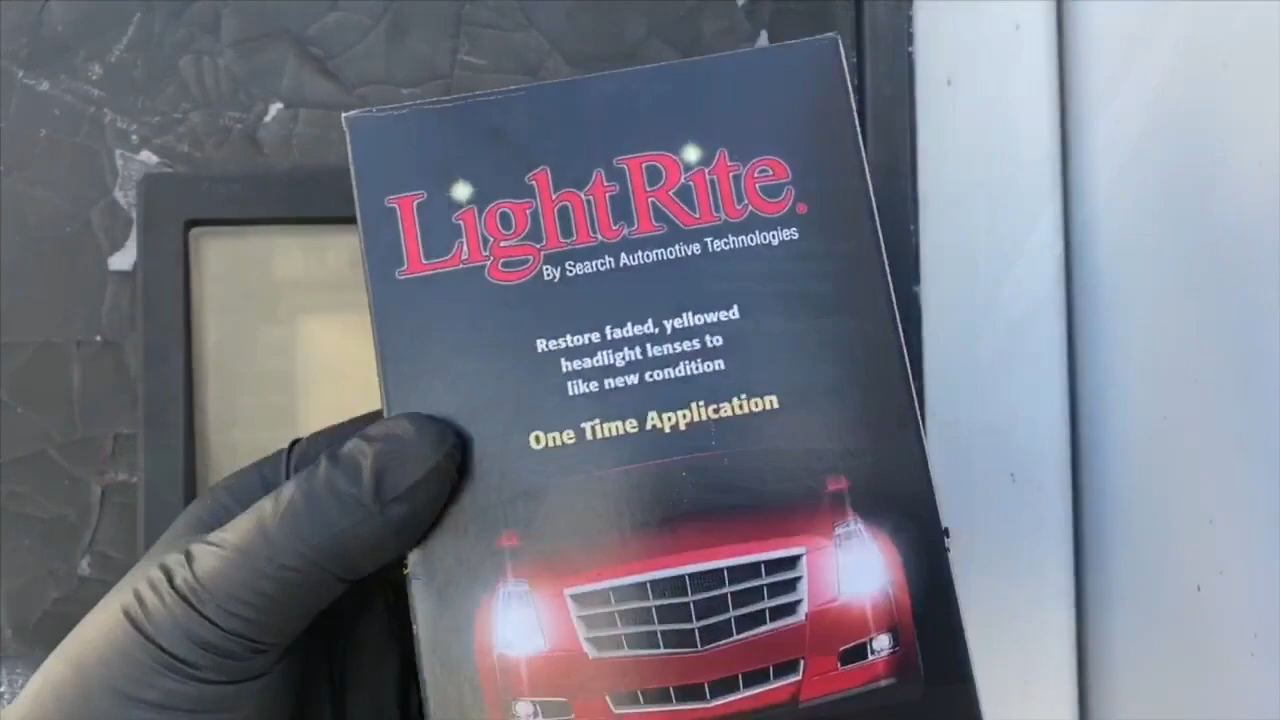 LightRite.
By Search Automotive Technologies
Restore faded, yellowed
headlight lenses to
like new condition
One Time Application